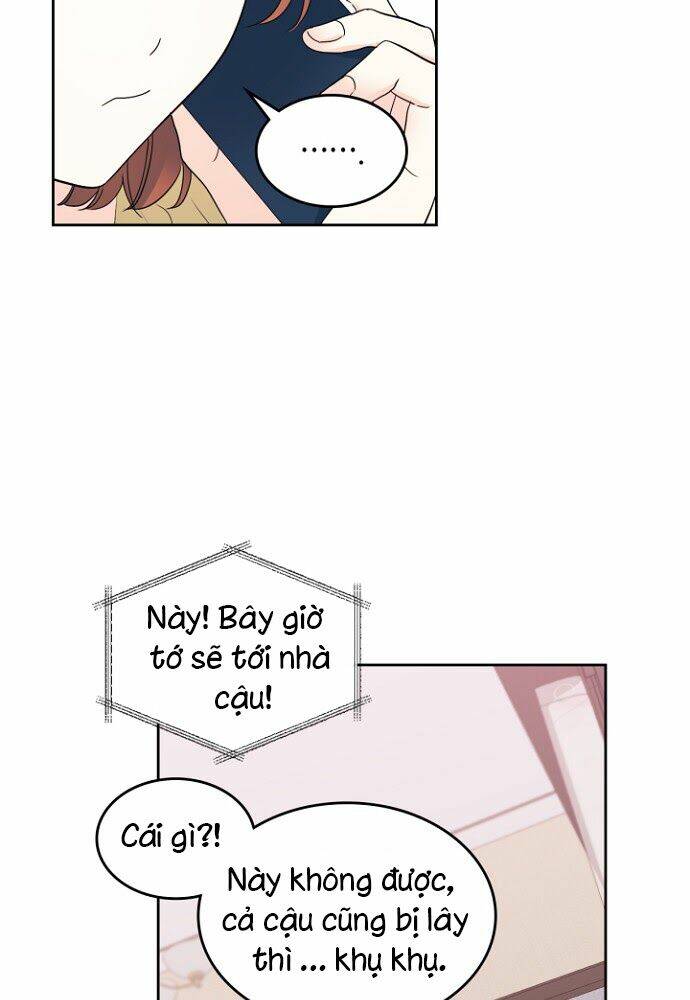 …….
Này! Bây giờ
tớ sẽ tới nhà
cậu!
Cái gì?!
Này không được,
cả cậu cũng bị lây
thì ... khụ khụ.